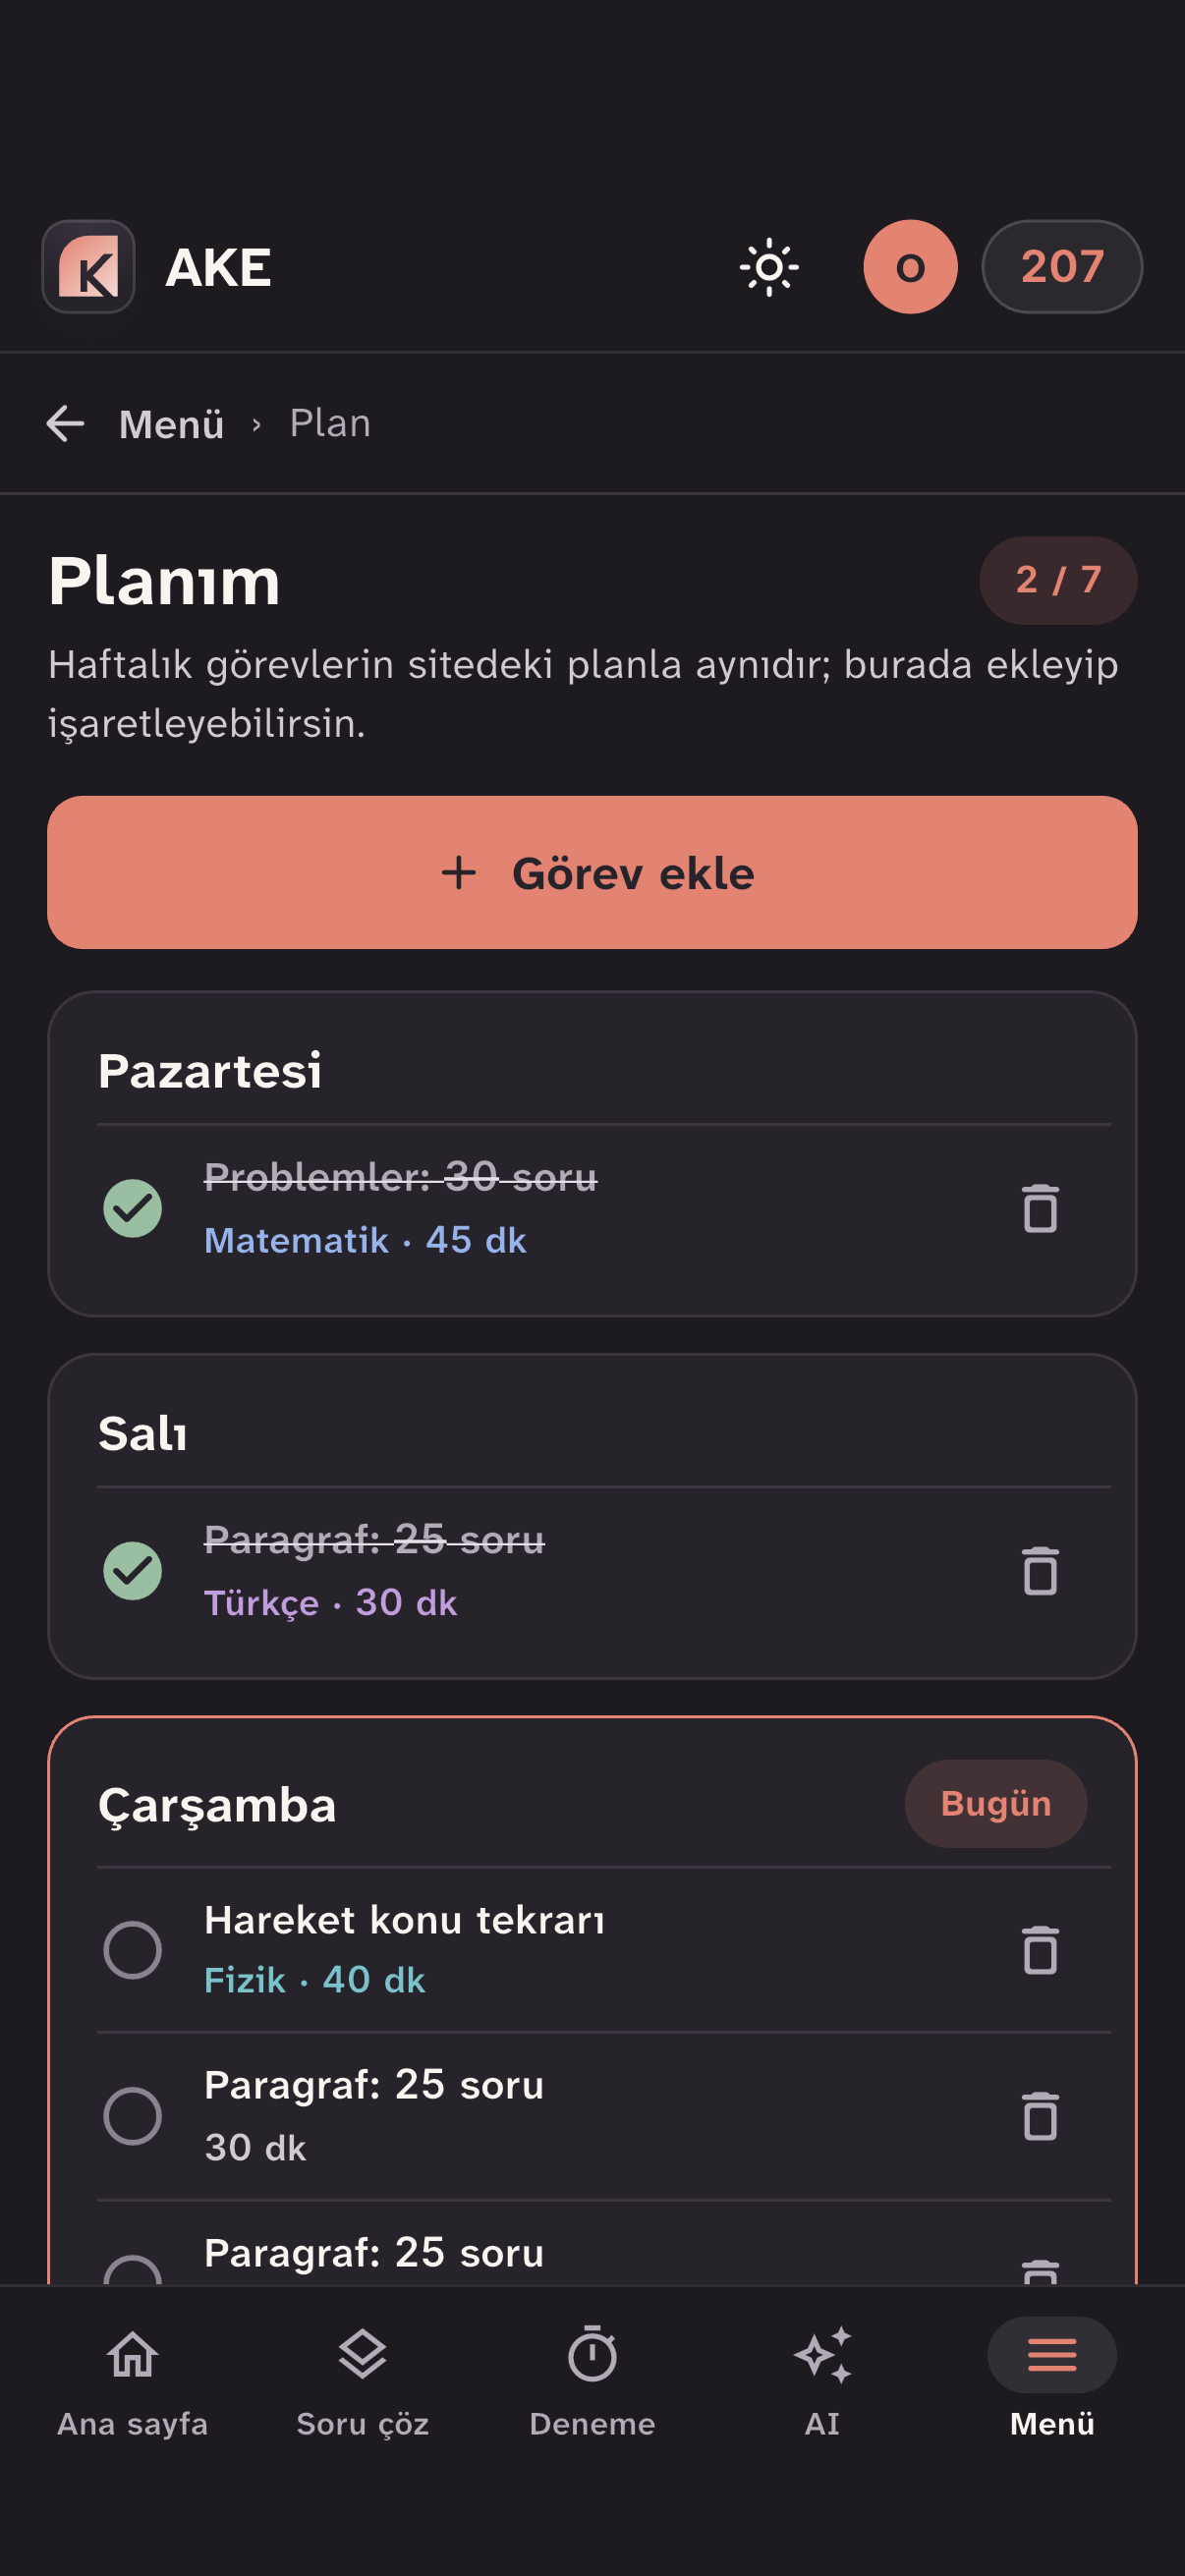 K AKE O 207
Menü › Plan
Planım 2 / 7
Haftalık görevlerin sitedeki planla aynıdır; burada ekleyip
işaretleyebilirsin.
+ Görev ekle
Pazartesi
Problemler: 30 soru
Matematik · 45 dk
Salı
Paragraf: 25 soru
Türkçe · 30 dk
Çarşamba Bugün
Hareket konu tekrarı
Fizik · 40 dk
Paragraf: 25 soru
30 dk
Paragraf: 25 soru
Ana sayfa Soru çöz Deneme AI Menü